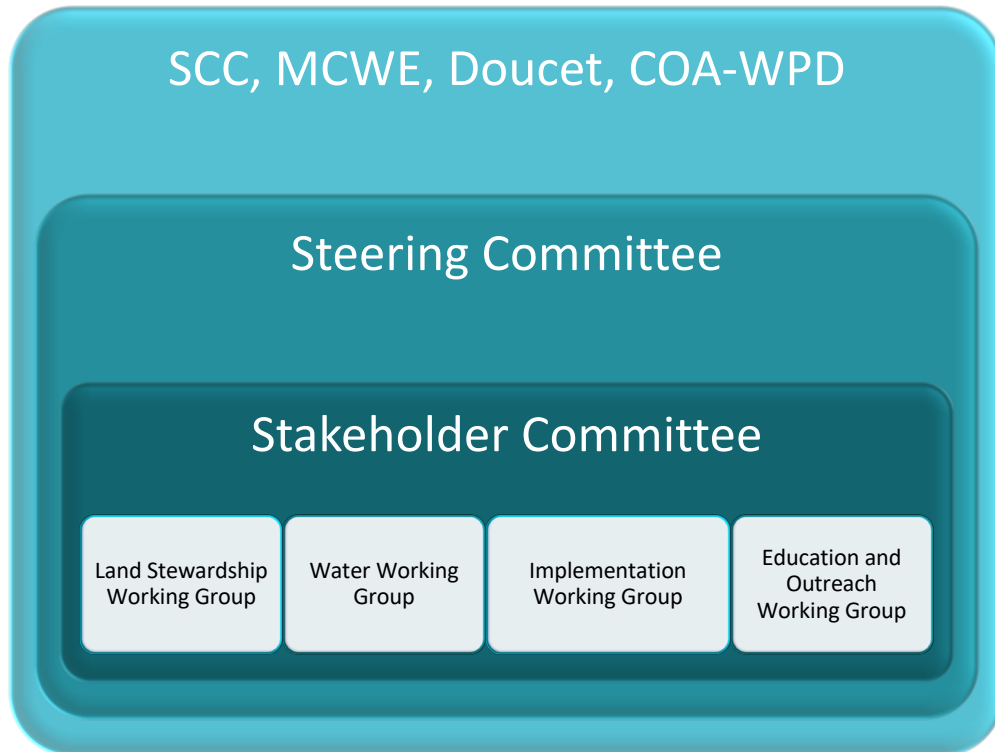 SCC, MCWE, Doucet, COA-WPD
Steering Committee
Stakeholder Committee
Land Stewardship
Working Group
Water Working
Group
Implementation
Working Group
Education and
Outreach
Working Group